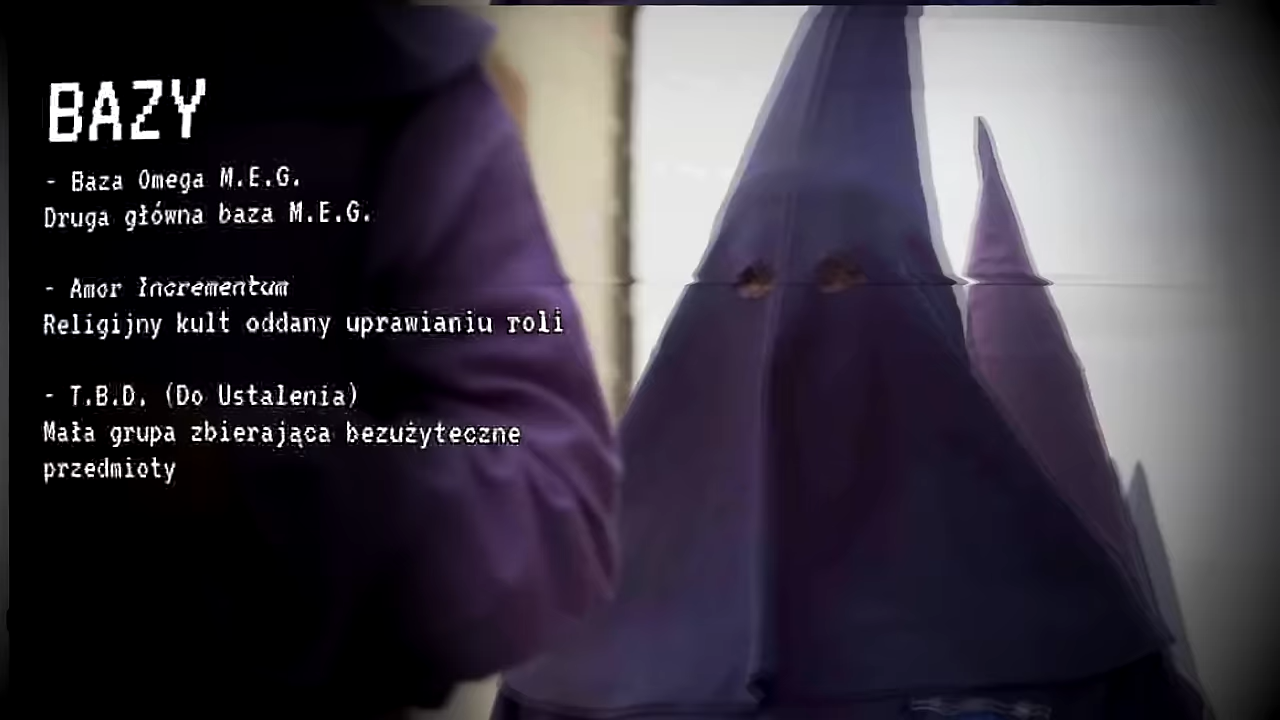 BAZY
- Baza Omega M.E.G.
Druga główna baza M.E.G.
- Amor Incrementum
Religijny kult oddany uprawianiu roli
- T.B.D. (Do Ustalenia)
Mała grupa zbierająca bezużyteczne
przedmioty